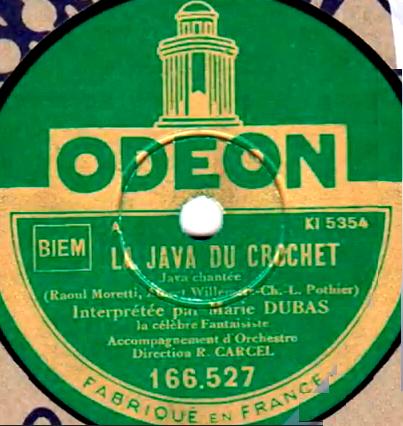 ODEON
A KI 5354
BIEM
LA JAVA DU CROCHET
Java chantée
(Raoul Moretti, -Ch.-L. Pothier)
Interprétée par Marie DUBAS
la célèbre Fantaisiste
Accompagnement d'Orchestre
Direction R. CARCEL
166.527
FABRIQUÉ EN FRANCE